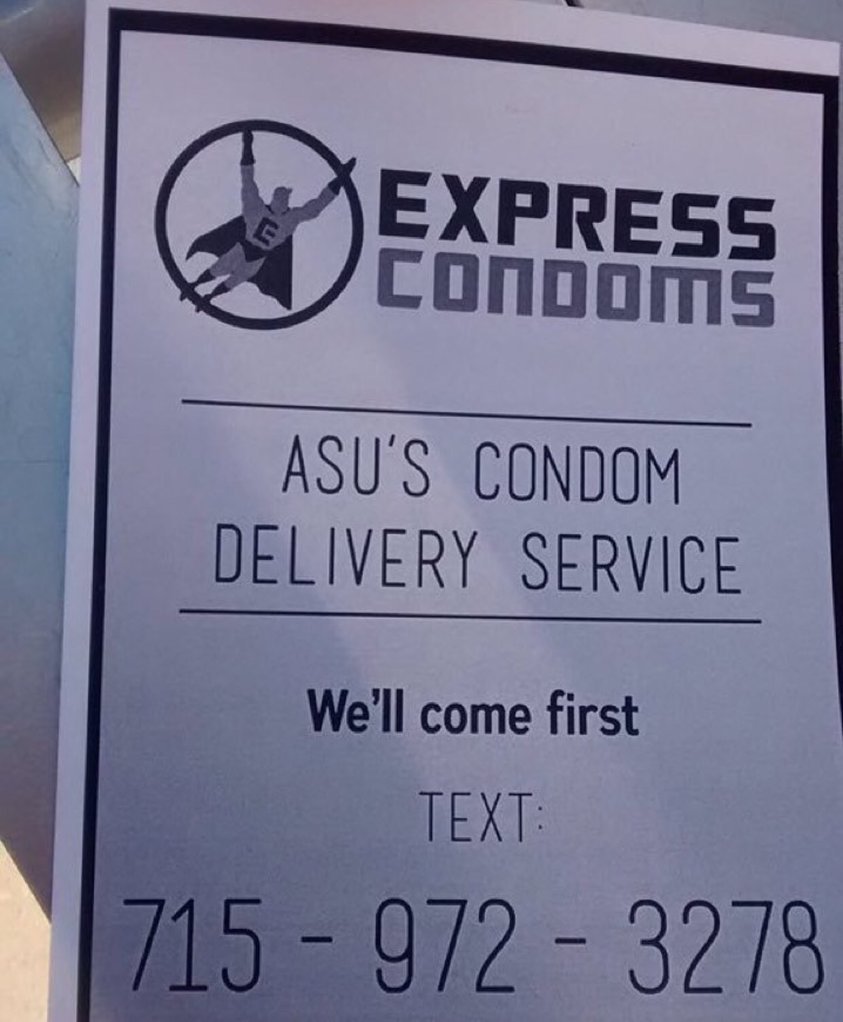 E
EXPRESS
CONDOMS
ASU'S CONDOM
DELIVERY SERVICE
We'll come first
TEXT:
715 - 972 - 3278